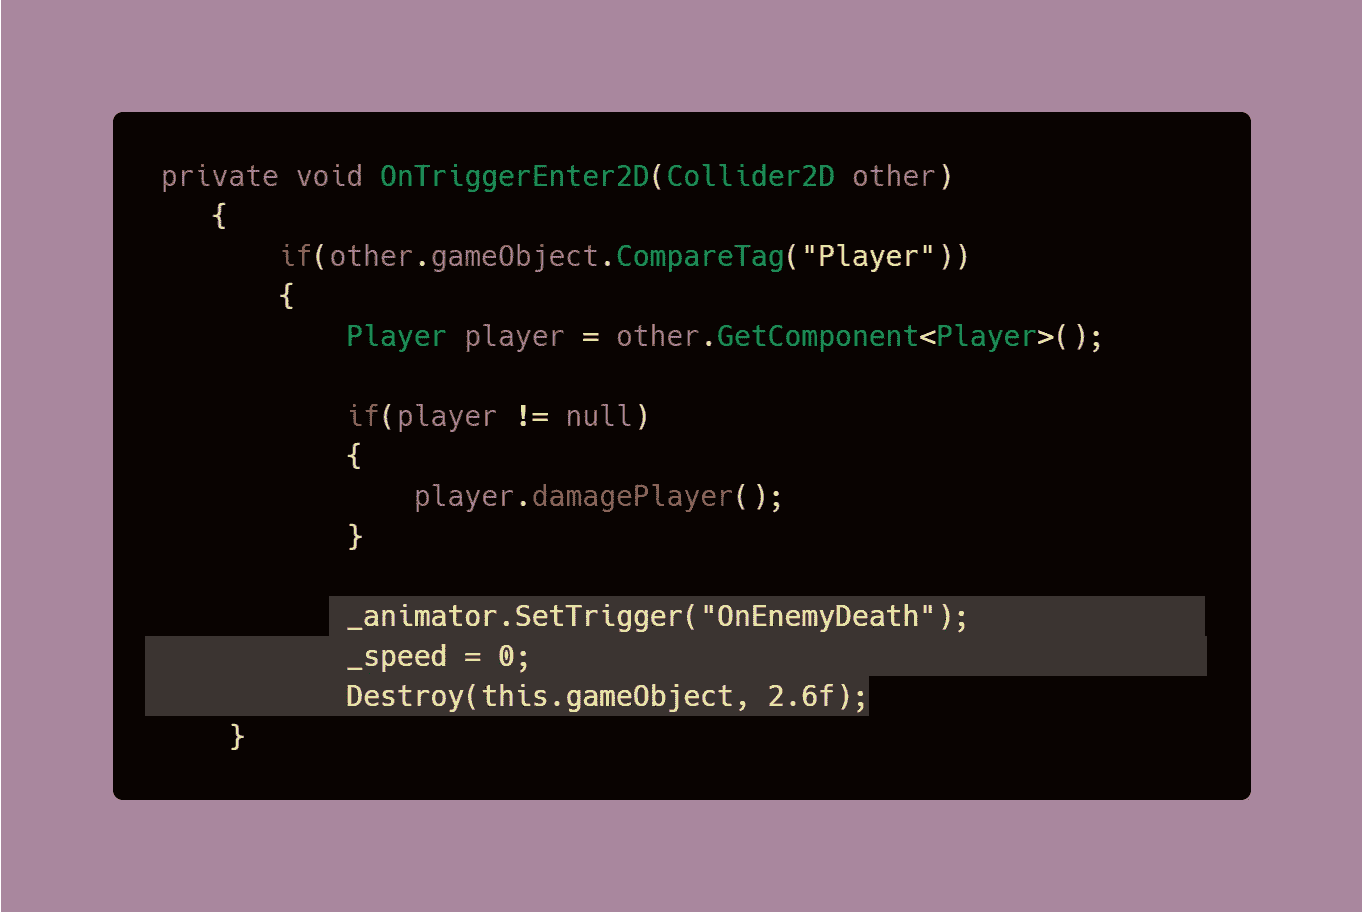 private void OnTriggerEnter2D(Collider2D other)
{
if(other.gameObject.CompareTag("Player"))
{
Player player = other.GetComponent<Player>();
if(player != null)
{
player.damagePlayer();
}
_animator.SetTrigger("OnEnemyDeath");
_speed = 0;
Destroy(this.gameObject, 2.6f);
}